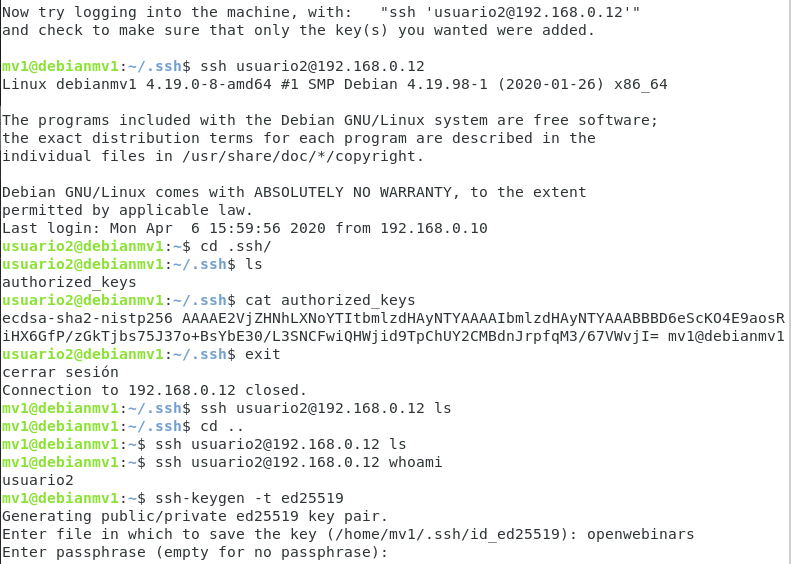 Now try logging into the machine, with:   "ssh 'usuario2@192.168.0.12'"
and check to make sure that only the key(s) you wanted were added.
mv1@debianmv1:~/.ssh$ ssh usuario2@192.168.0.12
Linux debianmv1 4.19.0-8-amd64 #1 SMP Debian 4.19.98-1 (2020-01-26) x86_64
The programs included with the Debian GNU/Linux system are free software;
the exact distribution terms for each program are described in the
individual files in /usr/share/doc/*/copyright.
Debian GNU/Linux comes with ABSOLUTELY NO WARRANTY, to the extent
permitted by applicable law.
Last login: Mon Apr  6 15:59:56 2020 from 192.168.0.10
usuario2@debianmv1:~$ cd .ssh/
usuario2@debianmv1:~/.ssh$ ls
authorized_keys
usuario2@debianmv1:~/.ssh$ cat authorized_keys
ecdsa-sha2-nistp256 AAAAE2VjZHNhLXNoYTItbmlzdHAyNTYAAAAIbmlzdHAyNTYAAABBBD6eScKO4E9aosR
iHX6GfP/zGkTjbs75J37o+BsYbE30/L3SNCFwiQHWjid9TpChUY2CMBdnJrpfqM3/67VWvjI= mv1@debianmv1
usuario2@debianmv1:~/.ssh$ exit
cerrar sesión
Connection to 192.168.0.12 closed.
mv1@debianmv1:~/.ssh$ ssh usuario2@192.168.0.12 ls
mv1@debianmv1:~/.ssh$ cd ..
mv1@debianmv1:~$ ssh usuario2@192.168.0.12 ls
mv1@debianmv1:~$ ssh usuario2@192.168.0.12 whoami
usuario2
mv1@debianmv1:~$ ssh-keygen -t ed25519
Generating public/private ed25519 key pair.
Enter file in which to save the key (/home/mv1/.ssh/id_ed25519): openwebinars
Enter passphrase (empty for no passphrase):